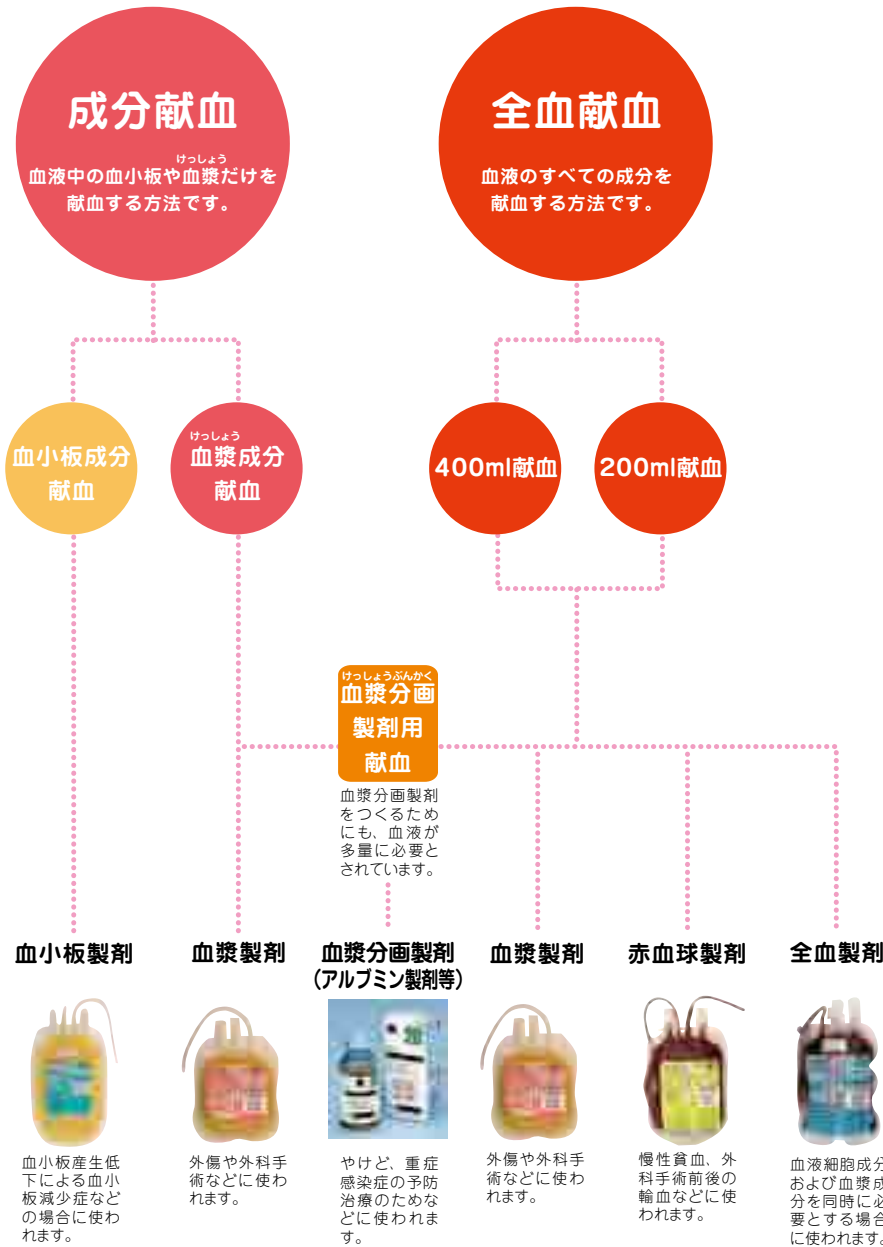 成分献血
けっしょう
血液中の血小板や血漿だけを
献血する方法です。
全血献血
血液のすべての成分を
献血する方法です。
血小板成分
献血
けっしょう
血漿成分
献血
400ml献血
200ml献血
けっしょうぶんかく
血漿分画
製剤用
献血
血漿分画製剤
をつくるため
にも、血液が
多量に必要と
されています。
血小板製剤
血小板産生低
下による血小
板減少症など
の場合に使わ
れます。
血漿製剤
外傷や外科手
術などに使わ
れます。
血漿分画製剤
（アルブミン製剤等）
やけど、重症
感染症の予防
治療のためな
どに使われま
す。
血漿製剤
外傷や外科手
術などに使わ
れます。
赤血球製剤
慢性貧血、外
科手術前後の
輸血などに使
われます。
全血製剤
血液細胞成分
および血漿成
分を同時に必
要とする場合
に使われます。